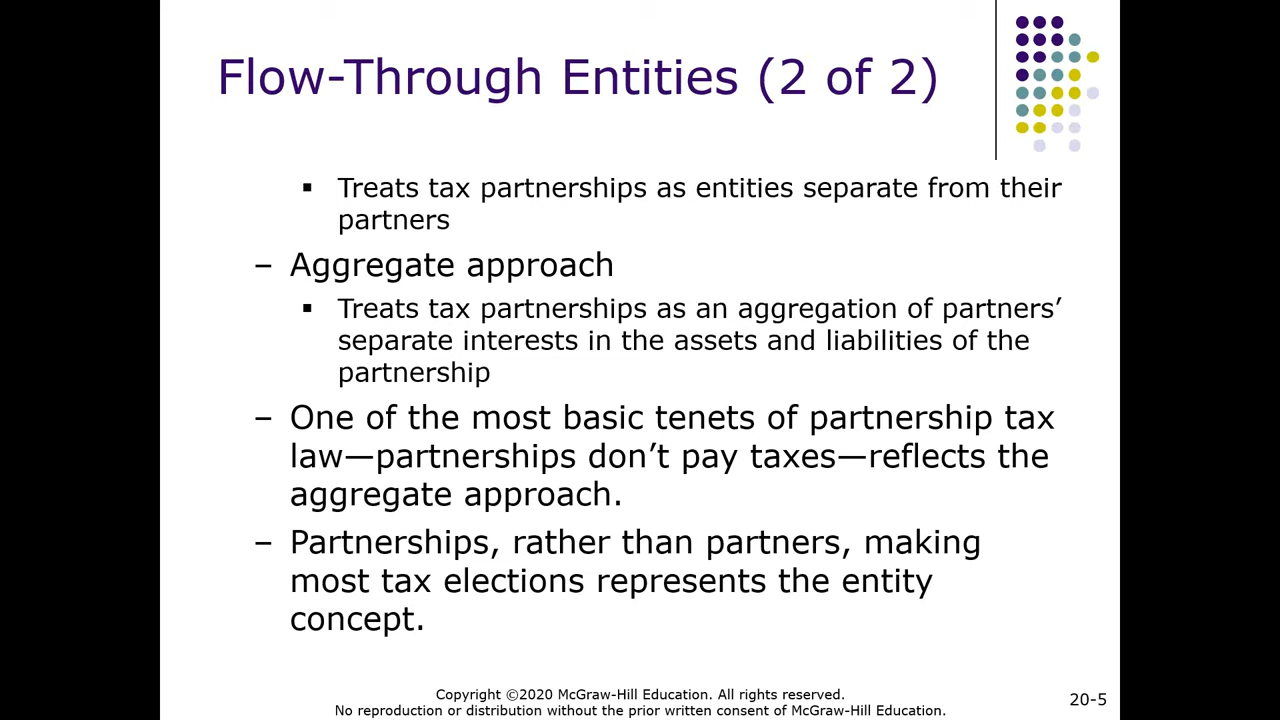 Flow-Through Entities (2 of 2)
▪ Treats tax partnerships as entities separate from their
partners
– Aggregate approach
▪ Treats tax partnerships as an aggregation of partners’
separate interests in the assets and liabilities of the
partnership
– One of the most basic tenets of partnership tax
law—partnerships don’t pay taxes—reflects the
aggregate approach.
– Partnerships, rather than partners, making
most tax elections represents the entity
concept.
Copyright ©2020 McGraw-Hill Education. All rights reserved.
No reproduction or distribution without the prior written consent of McGraw-Hill Education.
20-5